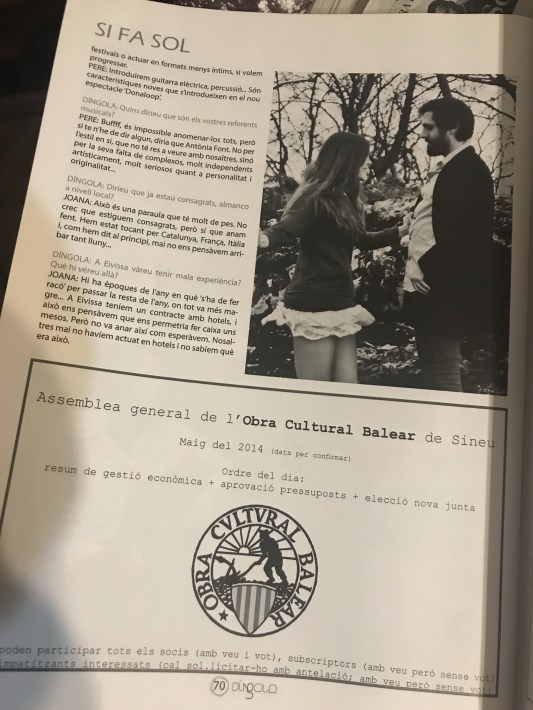 SI FA SOL
festivals o actuar en formats menys íntims, si volem
progressar.
PERE: Introduirem guitarra elèctrica, percussió... Són
característiques noves que s'introdueixen en el nou
espectacle 'Donaloop'.
DÍNGOLA: Quins diríeu que són els vostres referents
musicals?
PERE: Buffff, és impossible anomenar-los tots, però
si te n'he de dir algun, diria que Antònia Font. No per
l'estil en si, que no té res a veure amb nosaltres, sinó
per la seva falta de complexos, molt independents
artísticament, molt seriosos quant a personalitat i
originalitat...
DÍNGOLA: Diríeu que ja estau consagrats, almanco
a nivell local?
JOANA: Això és una paraula que té molt de pes. No
crec que estiguem consagrats, però sí que anam
fent. Hem estat tocant per Catalunya, França, Itàlia
i, com hem dit al principi, mai no ens pensàvem arri-
bar tant lluny...
DÍNGOLA: A Eivissa vàreu tenir mala experiència?
Què hi véreu allà?
JOANA: Hi ha èpoques de l'any en què 's'ha de fer
racó' per passar la resta de l'any, on tot va més ma-
gre... A Eivissa teníem un contracte amb hotels, i
això ens pensàvem que ens permetria fer caixa uns
mesos. Però no va anar així com esperàvem. Nosal-
tres mai no havíem actuat en hotels i no sabíem què
era això.
Assemblea general de l'Obra Cultural Balear de Sineu
Maig del 2014 (data per confirmar)
Ordre del dia:
resum de gestió econòmica + aprovació pressuposts + elecció nova junta
OBRA CVLTVRAL BALEAR
poden participar tots els socis (amb veu i vot), subscriptors (amb veu però sense vot)
impatitzants interessats (cal sol.licitar-ho amb antelació; amb veu però sense vot)
70 DÍNGOLA